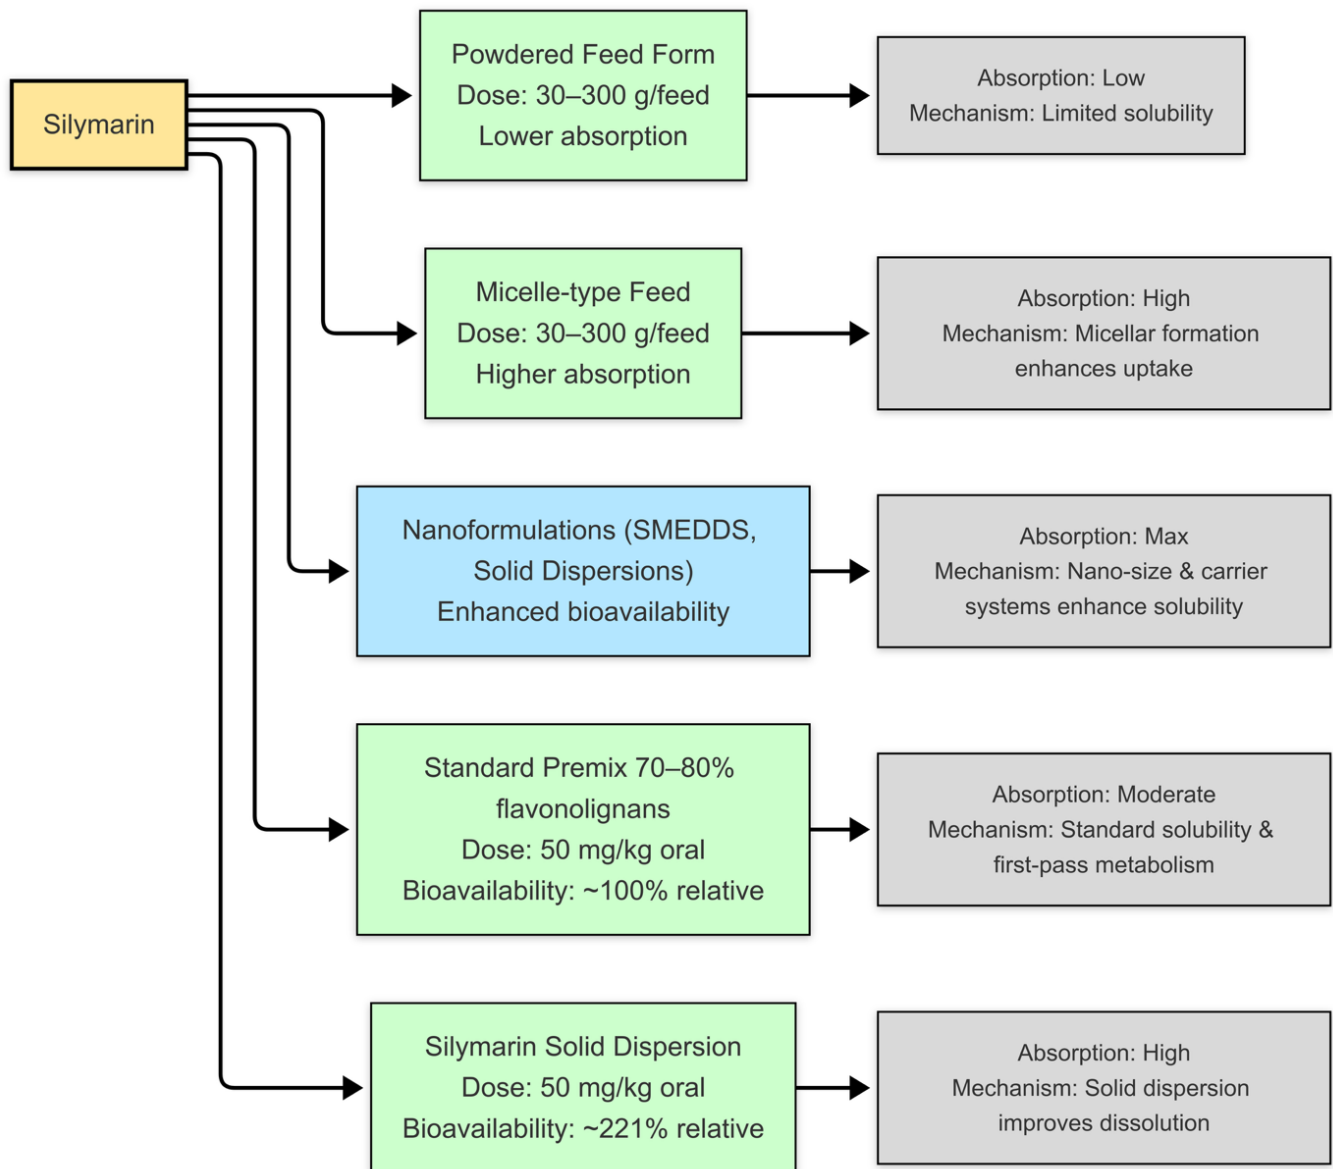 Silymarin
Powdered Feed Form
Dose: 30–300 g/feed
Lower absorption
Absorption: Low
Mechanism: Limited solubility
Micelle-type Feed
Dose: 30–300 g/feed
Higher absorption
Absorption: High
Mechanism: Micellar formation
enhances uptake
Nanoformulations (SMEDDS,
Solid Dispersions)
Enhanced bioavailability
Absorption: Max
Mechanism: Nano-size & carrier
systems enhance solubility
Standard Premix 70–80%
flavonolignans
Dose: 50 mg/kg oral
Bioavailability: ~100% relative
Absorption: Moderate
Mechanism: Standard solubility &
first-pass metabolism
Silymarin Solid Dispersion
Dose: 50 mg/kg oral
Bioavailability: ~221% relative
Absorption: High
Mechanism: Solid dispersion
improves dissolution